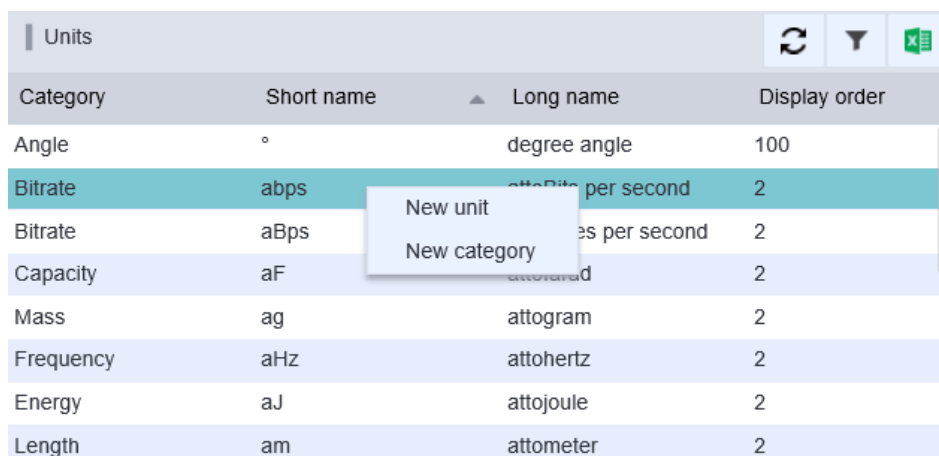 Units
Category Short name Long name Display order
Angle ° degree angle 100
Bitrate abps attoBits per second 2
New unit
Bitrate aBps es per second 2
New category
Capacity aF attofarad 2
Mass ag attogram 2
Frequency aHz attohertz 2
Energy aJ attojoule 2
Length am attometer 2